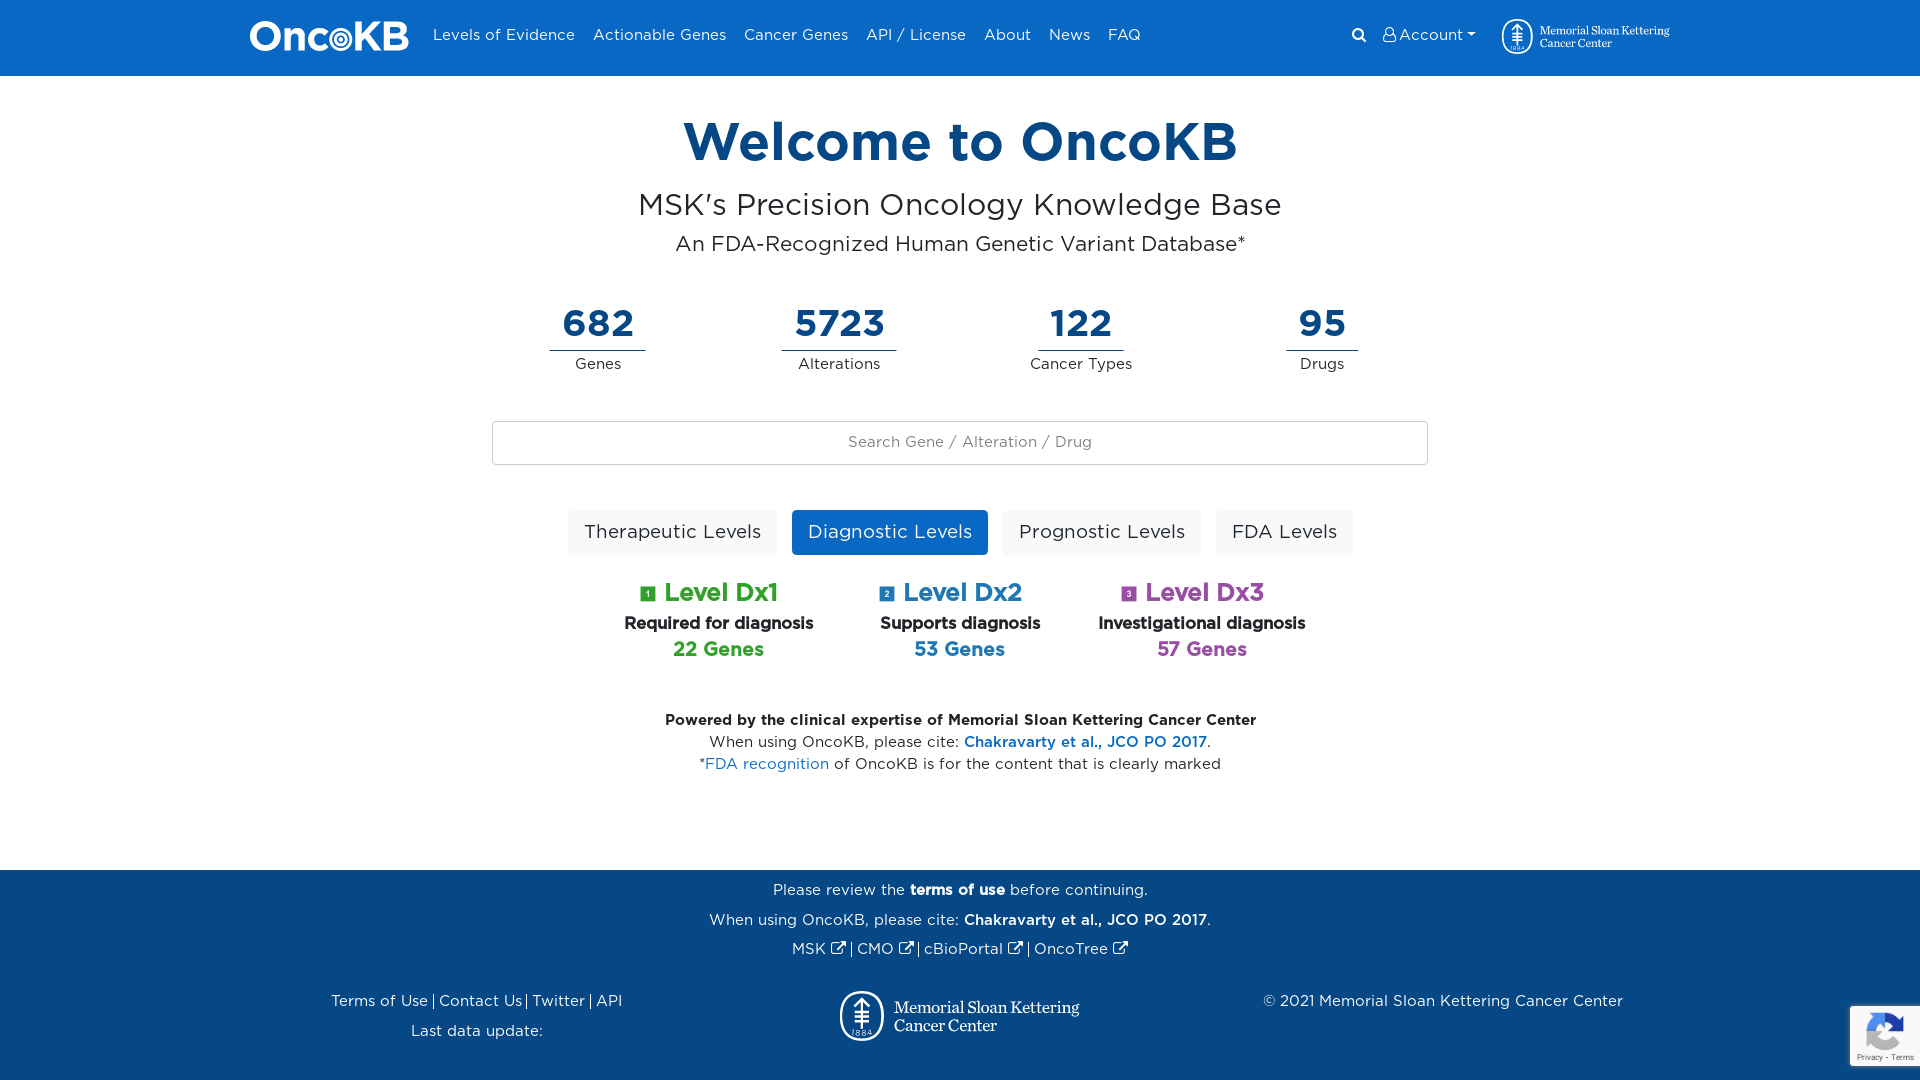 OncoKB Levels of Evidence Actionable Genes Cancer Genes API / License About News FAQ Account Memorial Sloan Kettering
Cancer Center
1884
Welcome to OncoKB
MSK's Precision Oncology Knowledge Base
An FDA-Recognized Human Genetic Variant Database*
682 5723 122 95
Genes Alterations Cancer Types Drugs
Search Gene / Alteration / Drug
Therapeutic Levels Diagnostic Levels Prognostic Levels FDA Levels
1 Level Dx1 2 Level Dx2 3 Level Dx3
Required for diagnosis Supports diagnosis Investigational diagnosis
22 Genes 53 Genes 57 Genes
Powered by the clinical expertise of Memorial Sloan Kettering Cancer Center
When using OncoKB, please cite: Chakravarty et al., JCO PO 2017.
*FDA recognition of OncoKB is for the content that is clearly marked
Please review the terms of use before continuing.
When using OncoKB, please cite: Chakravarty et al., JCO PO 2017.
MSK | CMO | cBioPortal | OncoTree
Terms of Use | Contact Us | Twitter | API
Last data update:
Memorial Sloan Kettering
Cancer Center
1884
© 2021 Memorial Sloan Kettering Cancer Center
Privacy - Terms